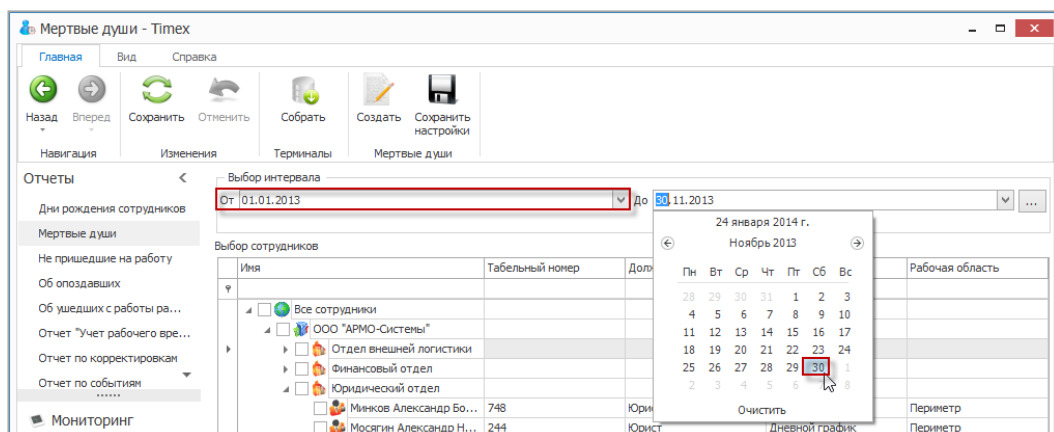 Мертвые души - Timex
Главная Вид Справка
Назад Вперед Сохранить Отменить Собрать Создать Сохранить настройки
Навигация Изменения Терминалы Мертвые души
Отчеты
Дни рождения сотрудников
Мертвые души
Не пришедшие на работу
Об опоздавших
Об ушедших с работы ра...
Отчет "Учет рабочего вре...
Отчет по корректировкам
Отчет по событиям
Мониторинг
Выбор интервала
От 01.01.2013 До 30.11.2013 ...
Выбор сотрудников
Имя Табельный номер Рабочая область
Все сотрудники
ООО "АРМО-Системы"
Отдел внешней логистики
Финансовый отдел
Юридический отдел
Минков Александр Бо... 748 Периметр
Мосягин Александр Н... 244 Юрист Дневной график Периметр
24 января 2014 г.
Ноябрь 2013
Пн Вт Ср Чт Пт Сб Вс
28 29 30 31 1 2 3
4 5 6 7 8 9 10
11 12 13 14 15 16 17
18 19 20 21 22 23 24
25 26 27 28 29 30 1
2 3 4 5 6 8
Очистить